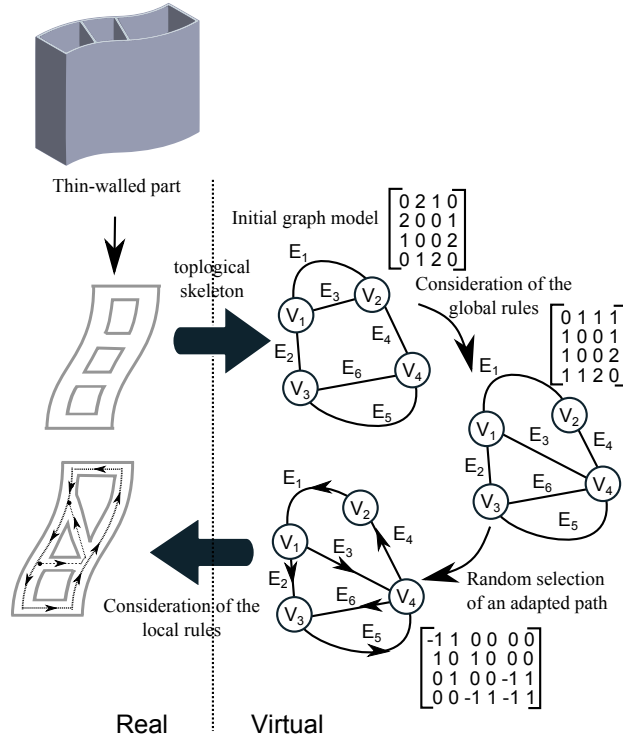 Thin-walled part
Initial graph model
0 2 1 0
2 0 0 1
1 0 0 2
0 1 2 0
toplogical
skeleton
E1
E3
V1
V2
E2
E4
E6
V3
V4
E5
Consideration of the
global rules
0 1 1 1
1 0 0 1
1 0 0 2
1 1 2 0
E1
V2
V1
E3
E4
E2
E6
V4
V3
E5
E1
V2
V1
E3
E4
E2
E6
V4
V3
E5
Random selection
of an adapted path
Consideration of the
local rules
-1 1 0 0 0 0
1 0 1 0 0 0
0 1 0 0 -1 1
0 0 -1 1 -1 1
Real
Virtual